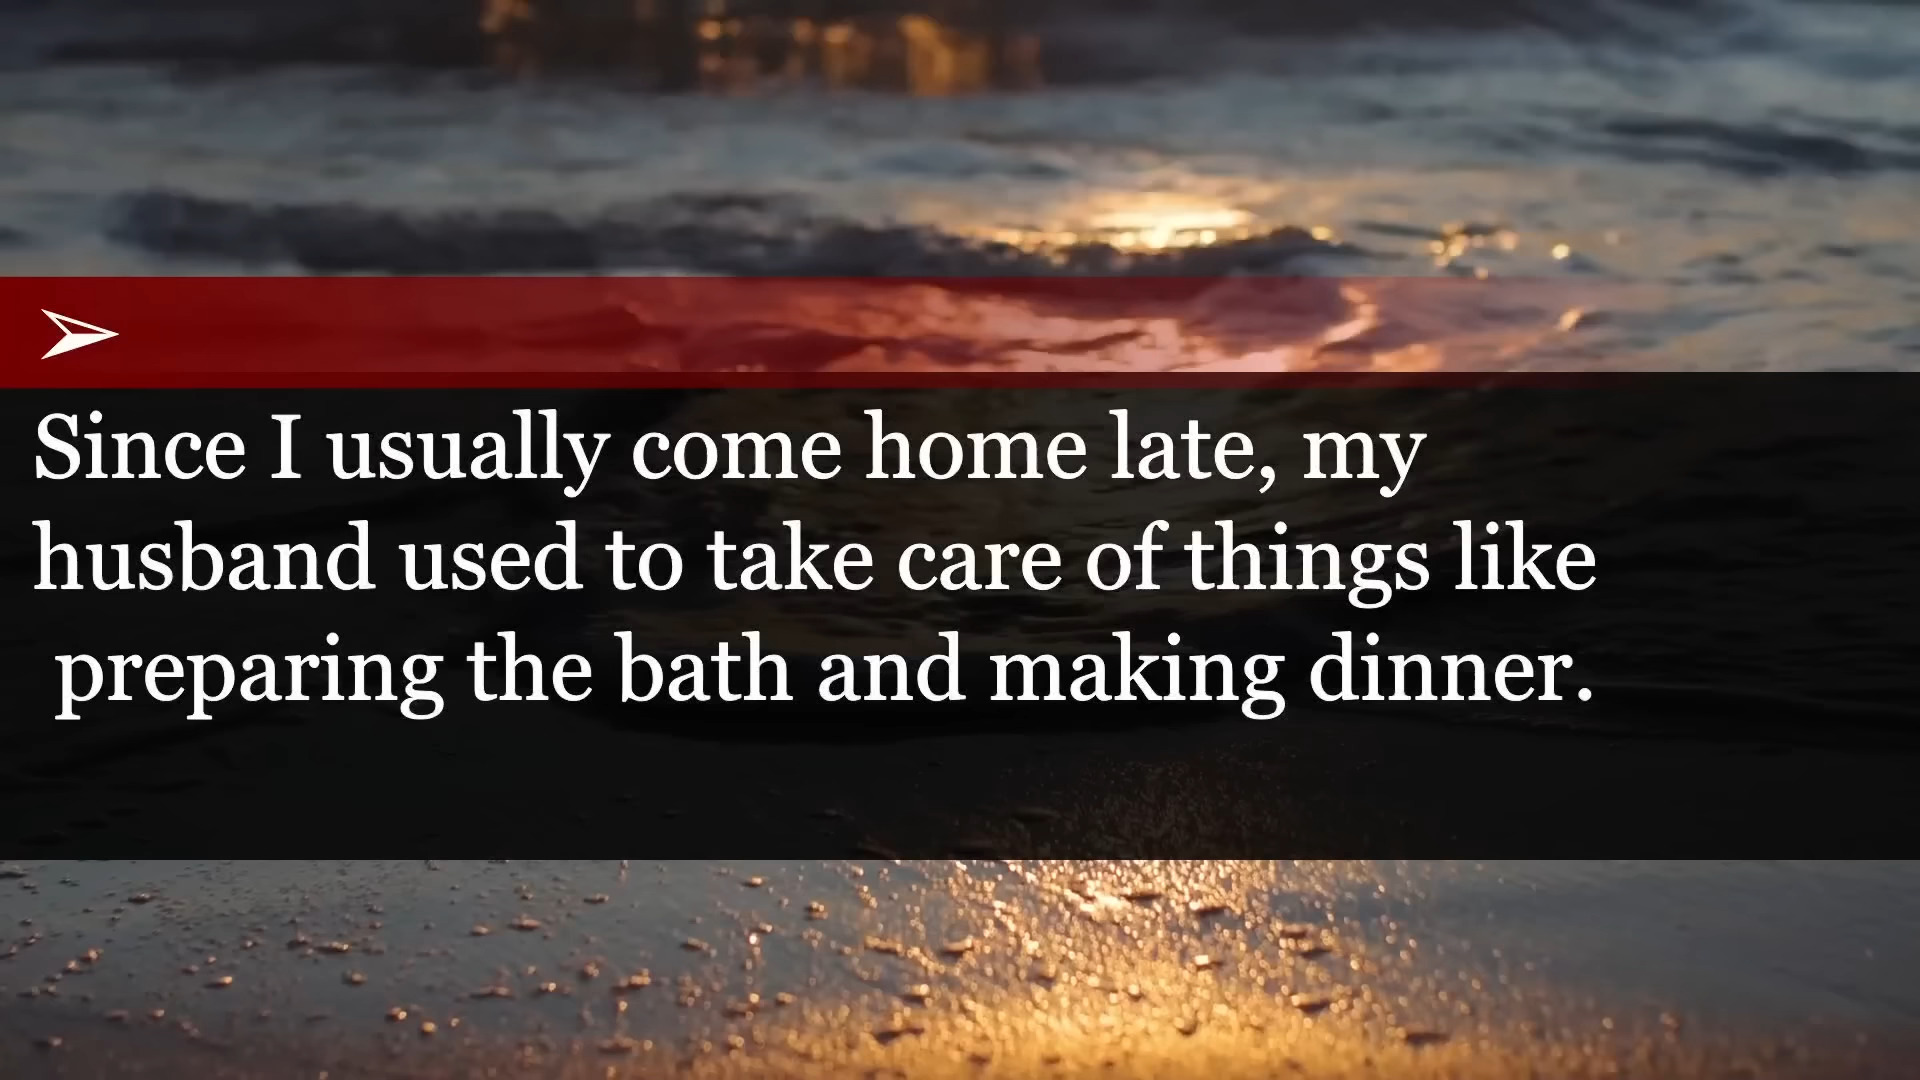 Since I usually come home late, my
husband used to take care of things like
preparing the bath and making dinner.